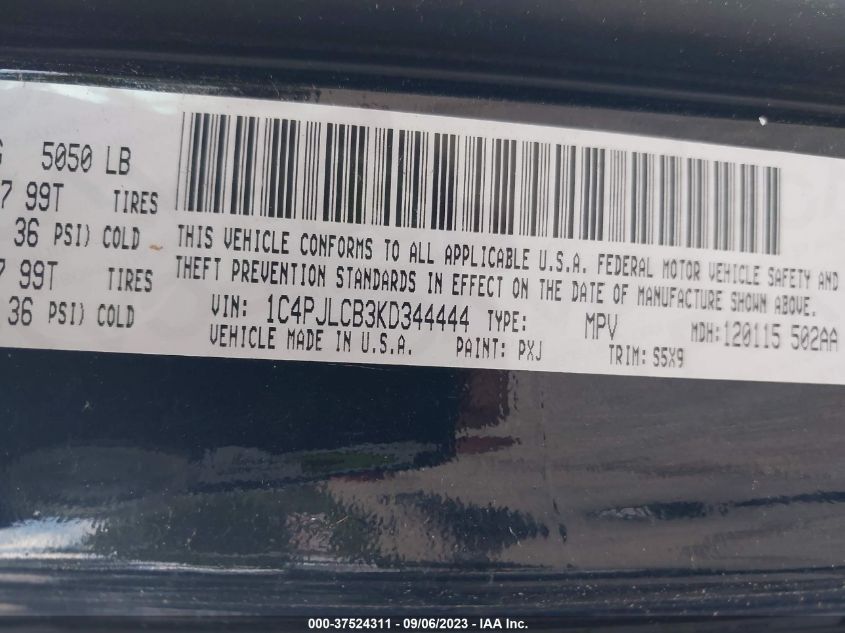 5050 LB
99T TIRES
36 PSI) COLD
99T TIRES
36 PSI) COLD
THIS VEHICLE CONFORMS TO ALL APPLICABLE U.S.A. FEDERAL MOTOR VEHICLE SAFETY AND
THEFT PREVENTION STANDARDS IN EFFECT ON THE DATE OF MANUFACTURE SHOWN ABOVE.
VIN: 1C4PJLCB3KD344444 TYPE: MPV MDH: 120115 502AA
VEHICLE MADE IN U.S.A. PAINT: PXJ TRIM: S5X9
000-37524311 - 09/06/2023 - IAA Inc.